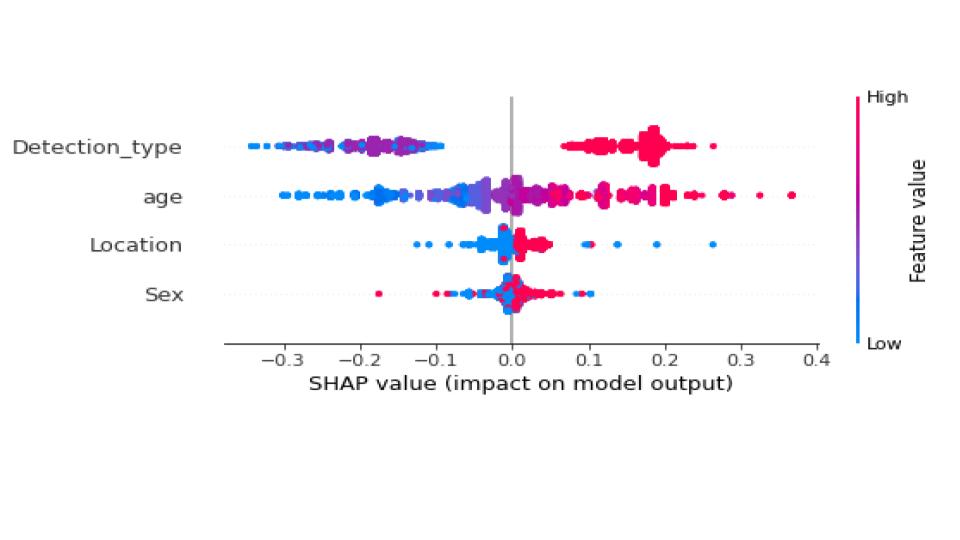 High
Detection_type
age
Location
Sex
Feature value
Low
−0.3 −0.2 −0.1 0.0 0.1 0.2 0.3 0.4
SHAP value (impact on model output)